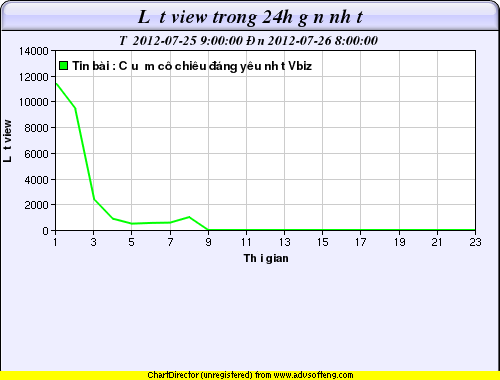 L t view trong 24h g n nh t
T 2012-07-25 9:00:00 Đ n 2012-07-26 8:00:00
14000
Tin bài : C u m cô chiêu đáng yêu nh t Vbiz
12000
10000
8000
6000
4000
2000
0
L t view
1 3 5 7 9 11 13 15 17 19 21 23
Th i gian
ChartDirector (unregistered) from www.advsofteng.com